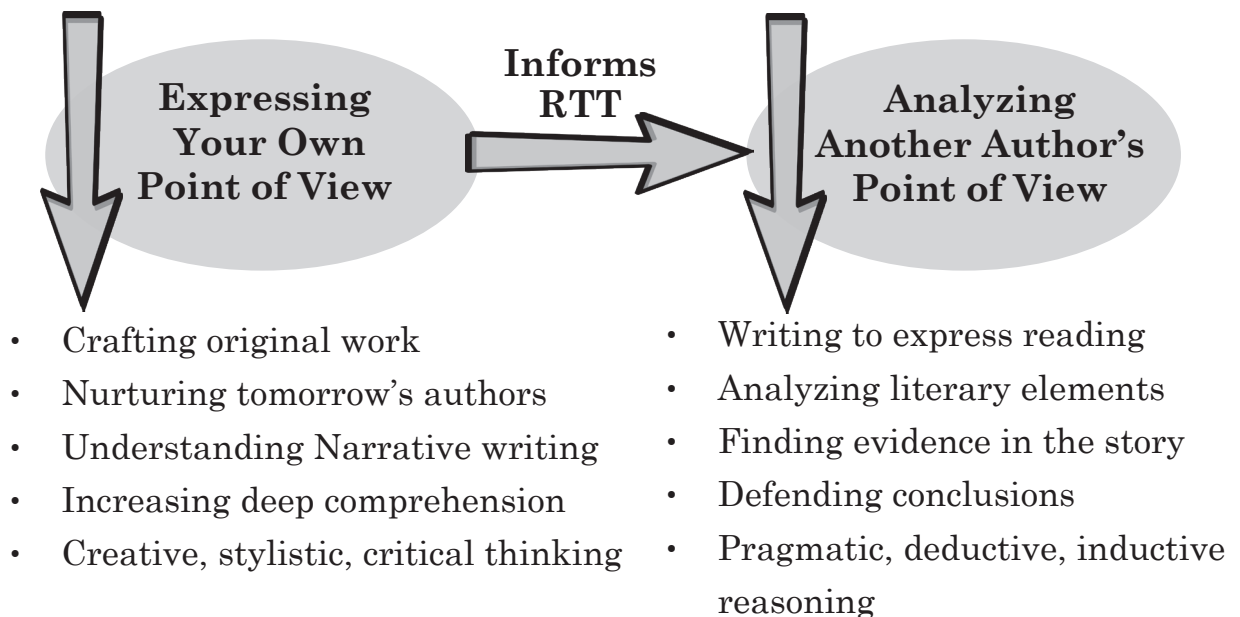 Expressing
Your Own
Point of View
Informs
RTT
Analyzing
Another Author's
Point of View
• Crafting original work
• Nurturing tomorrow's authors
• Understanding Narrative writing
• Increasing deep comprehension
• Creative, stylistic, critical thinking
• Writing to express reading
• Analyzing literary elements
• Finding evidence in the story
• Defending conclusions
• Pragmatic, deductive, inductive
reasoning